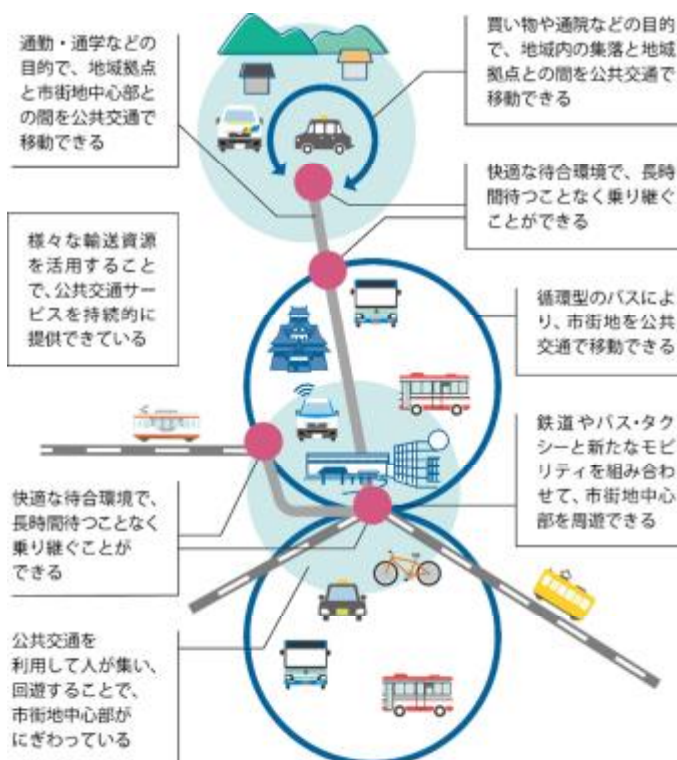 通勤・通学などの
目的で、地域拠点
と市街地中心部と
の間を公共交通で
移動できる
買い物や通院などの目的
で、地域内の集落と地域
拠点との間を公共交通で
移動できる
快適な待合環境で、長時
間待つことなく乗り継ぐ
ことができる
様々な輸送資源
を活用すること
で、公共交通サー
ビスを持続的に
提供できている
循環型のバスによ
り、市街地を公共
交通で移動できる
鉄道やバス・タク
シーと新たなモビ
リティを組み合わ
せて、市街地中心
部を周遊できる
快適な待合環境で、
長時間待つことなく
乗り継ぐことが
できる
公共交通を
利用して人が集い、
回遊することで、
市街地中心部が
にぎわっている